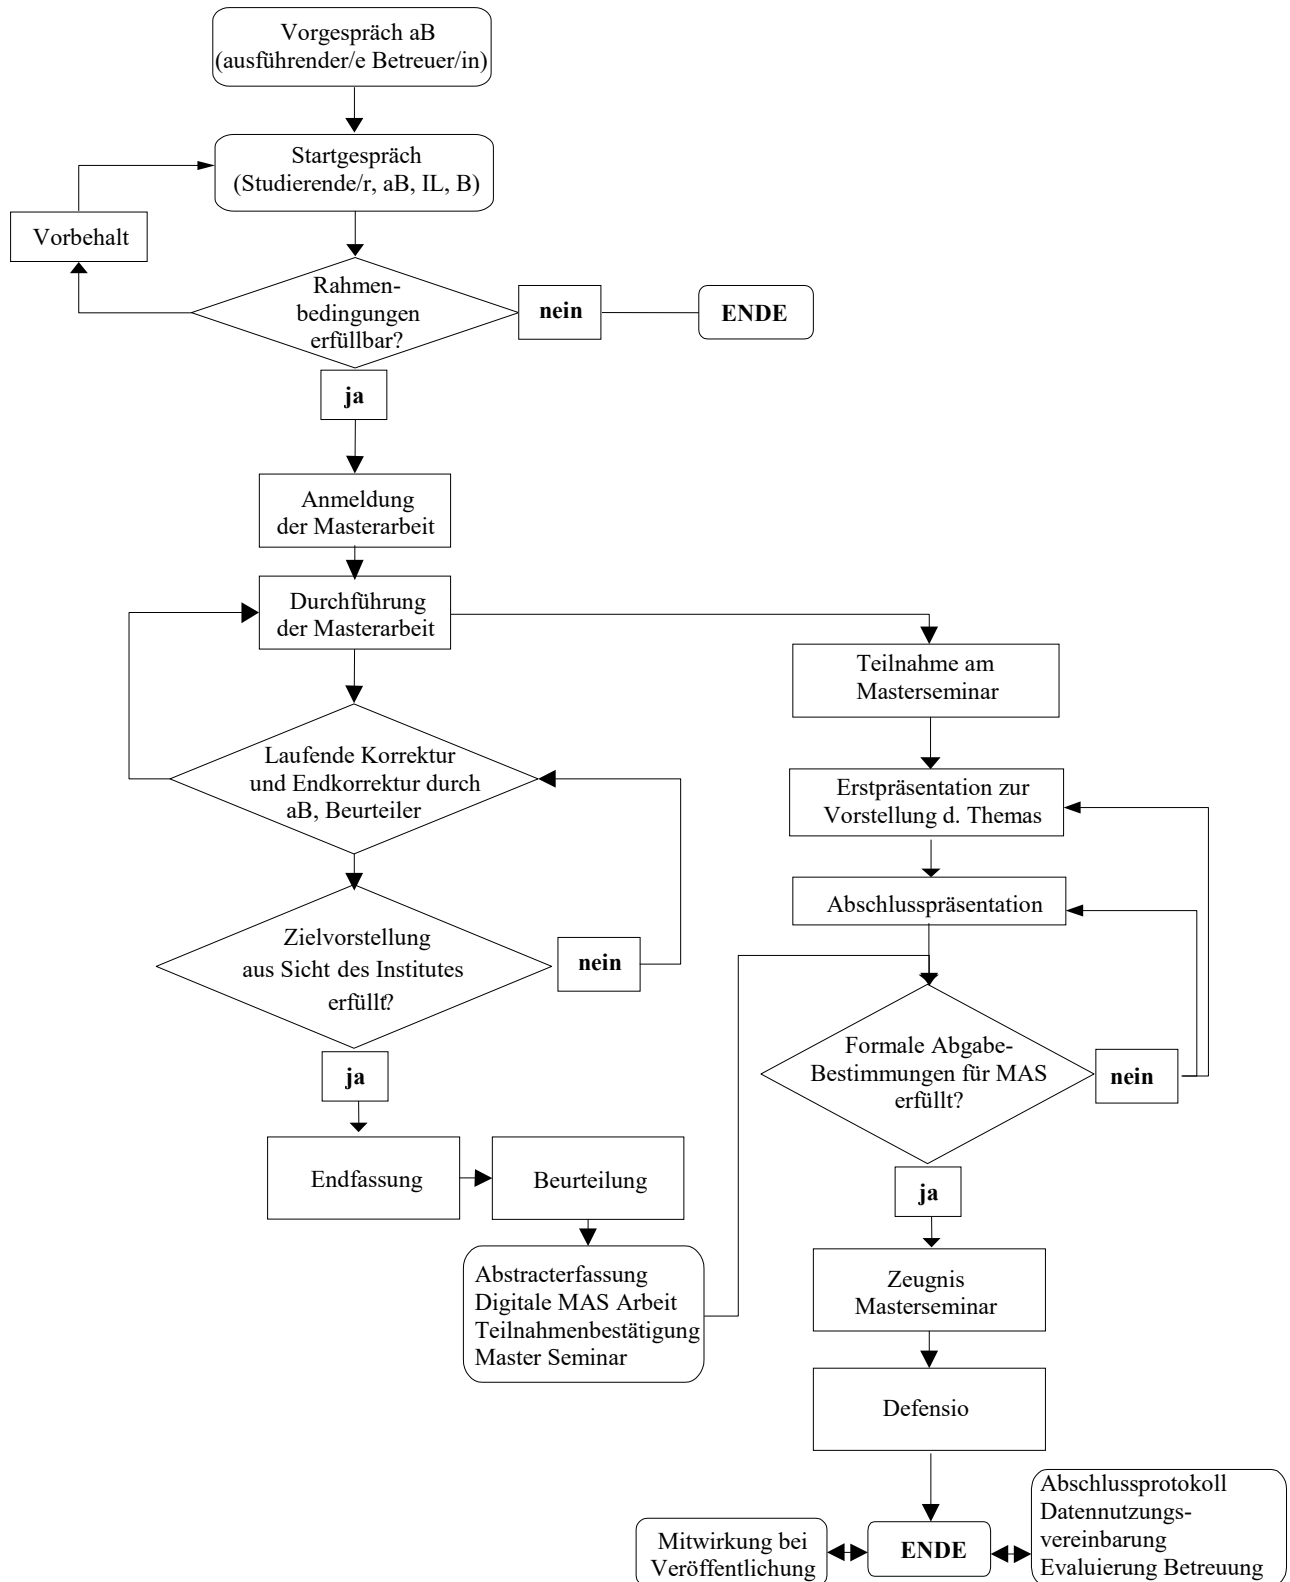 Vorgespräch aB
(ausführender/e Betreuer/in)
Startgespräch
(Studierende/r, aB, IL, B)
Vorbehalt
Rahmen-
bedingungen
erfüllbar?
nein
ENDE
ja
Anmeldung
der Masterarbeit
Durchführung
der Masterarbeit
Teilnahme am
Masterseminar
Laufende Korrektur
und Endkorrektur durch
aB, Beurteiler
Erstpräsentation zur
Vorstellung d. Themas
Abschlusspräsentation
Zielvorstellung
aus Sicht des Institutes
erfüllt?
nein
ja
Formale Abgabe-
Bestimmungen für MAS
erfüllt?
nein
ja
Endfassung
Beurteilung
Abstracterfassung
Digitale MAS Arbeit
Teilnahmenbestätigung
Master Seminar
Zeugnis
Masterseminar
Defensio
Mitwirkung bei
Veröffentlichung
ENDE
Abschlussprotokoll
Datennutzungs-
vereinbarung
Evaluierung Betreuung